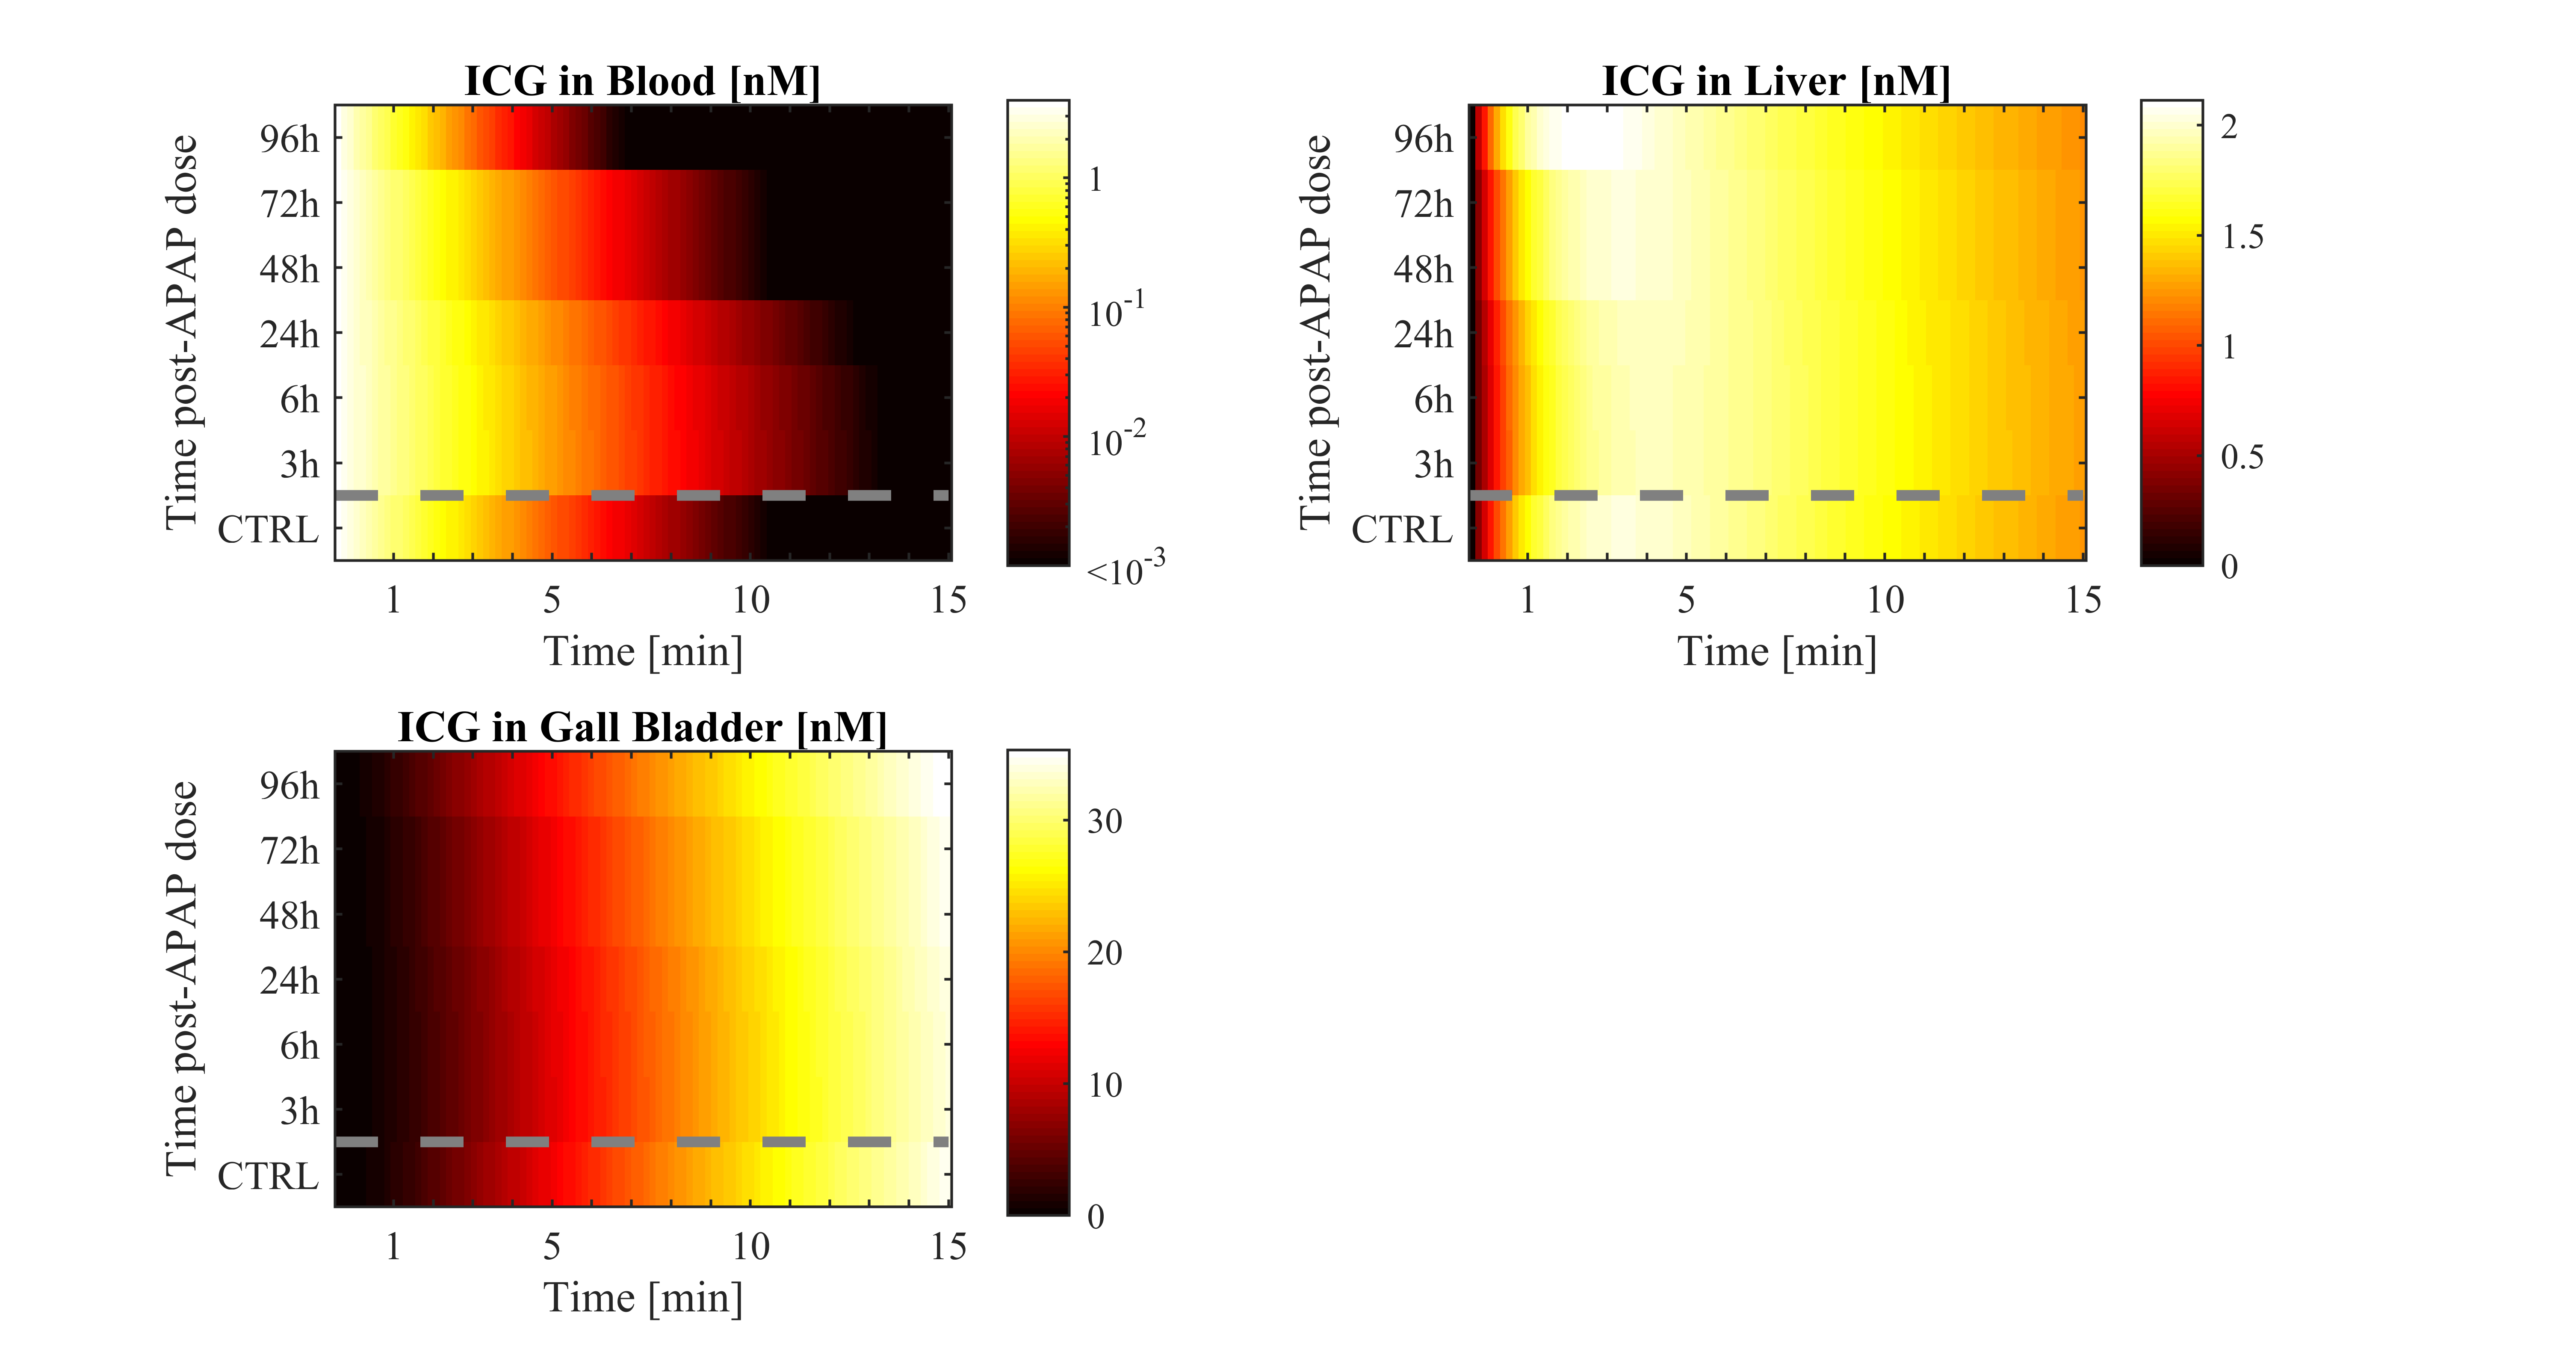 ICG in Blood [nM]
Time post-APAP dose
96h
72h
48h
24h
6h
3h
CTRL
1 5 10 15
Time [min]
1
10-1
10-2
<10-3
ICG in Liver [nM]
Time post-APAP dose
96h
72h
48h
24h
6h
3h
CTRL
1 5 10 15
Time [min]
2
1.5
1
0.5
0
ICG in Gall Bladder [nM]
Time post-APAP dose
96h
72h
48h
24h
6h
3h
CTRL
1 5 10 15
Time [min]
30
20
10
0